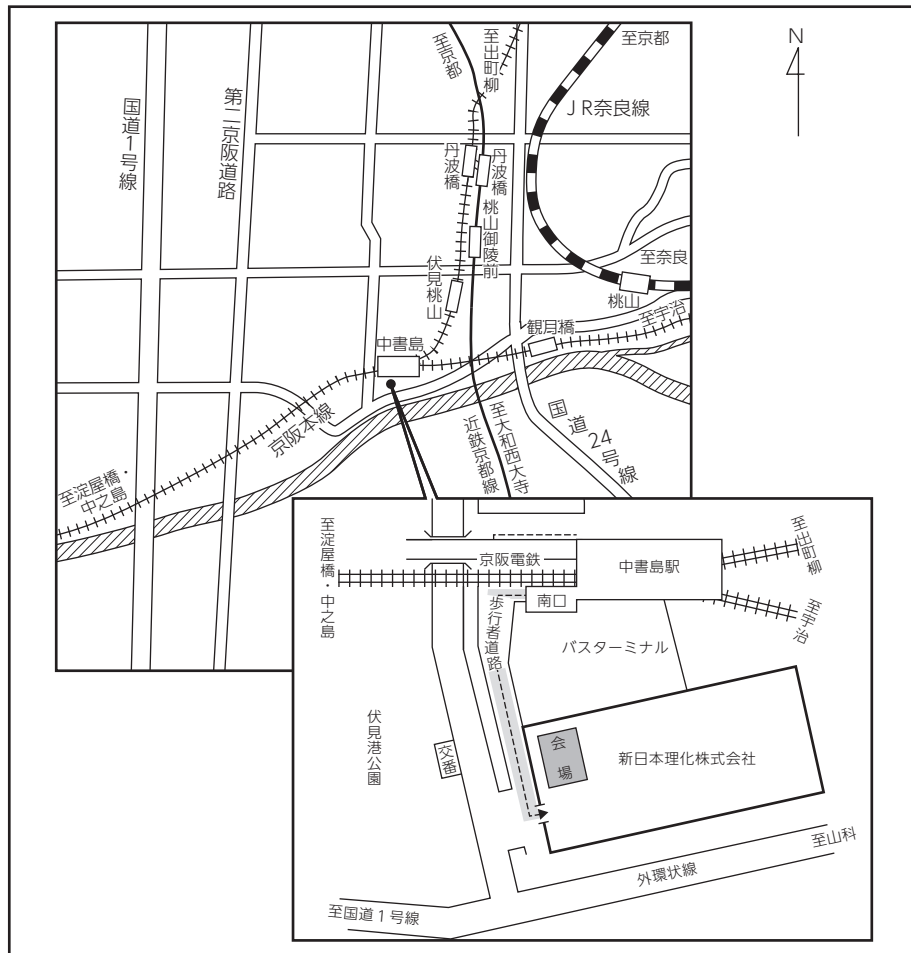 N
至京都
至出町柳
至京都
JR奈良線
国道1号線
第二京阪道路
丹波橋
丹波橋
桃山御陵前
伏見桃山
至奈良
桃山
至宇治
観月橋
中書島
京阪本線
至淀屋橋・
中之島
近鉄京都線
至大和西大寺
国道24号線
至淀屋橋・中之島
京阪電鉄
中書島駅
至出町柳
至宇治
南口
歩行者道路
バスターミナル
伏見港公園
交番
会場
新日本理化株式会社
至山科
外環状線
至国道1号線